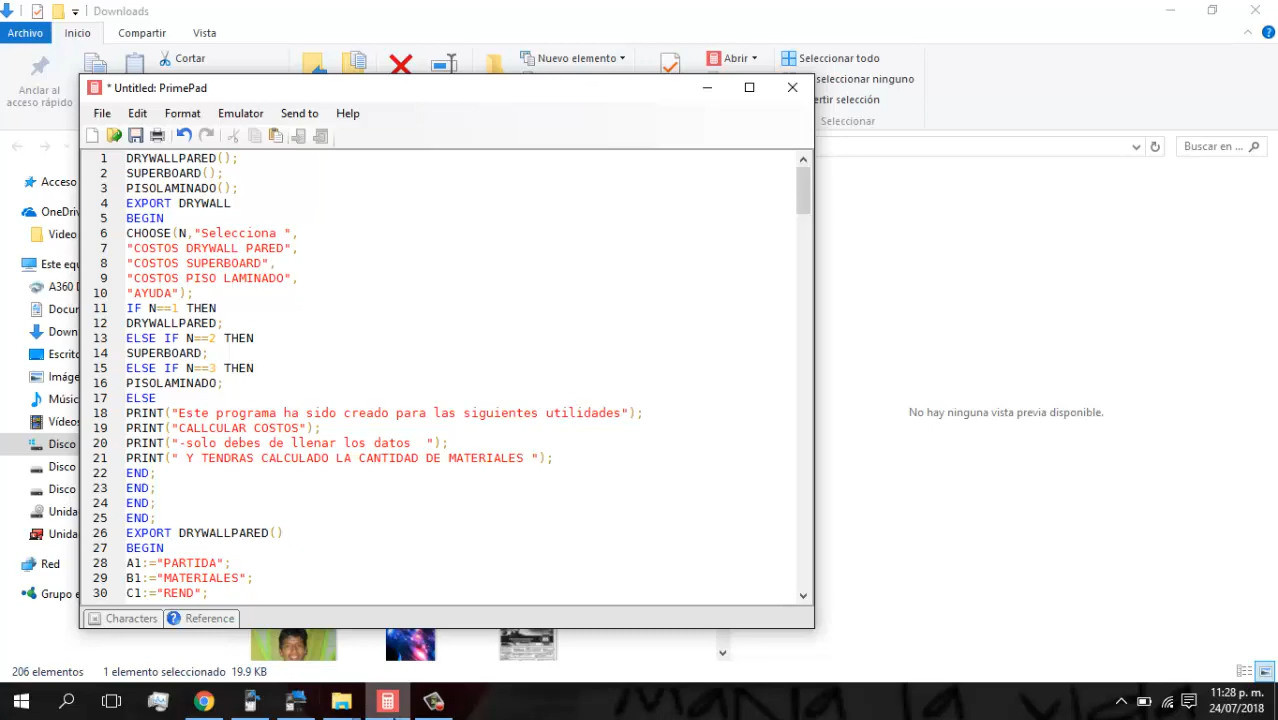 Downloads
Archivo Inicio Compartir Vista
Anclar al acceso rápido
Cortar
Nuevo elemento
Abrir
Seleccionar todo
seleccionar ninguno
ertir selección
Seleccionar
Buscar en ...
* Untitled: PrimePad
File Edit Format Emulator Send to Help
1 DRYWALLPARED();
2 SUPERBOARD();
3 PISOLAMINADO();
4 EXPORT DRYWALL
5 BEGIN
6 CHOOSE(N,"Selecciona ",
7 "COSTOS DRYWALL PARED",
8 "COSTOS SUPERBOARD",
9 "COSTOS PISO LAMINADO",
10 "AYUDA");
11 IF N==1 THEN
12 DRYWALLPARED;
13 ELSE IF N==2 THEN
14 SUPERBOARD;
15 ELSE IF N==3 THEN
16 PISOLAMINADO;
17 ELSE
18 PRINT("Este programa ha sido creado para las siguientes utilidades");
19 PRINT("CALLCULAR COSTOS");
20 PRINT("-solo debes de llenar los datos  ");
21 PRINT(" Y TENDRAS CALCULADO LA CANTIDAD DE MATERIALES ");
22 END;
23 END;
24 END;
25 END;
26 EXPORT DRYWALLPARED()
27 BEGIN
28 A1:="PARTIDA";
29 B1:="MATERIALES";
30 C1:="REND";
Characters Reference
Acceso
OneDriv
Video
Este equ
A360 D
Docur
Down
Escrito
Imáge
Músic
Vídeos
Disco
Disco
Disco
Unida
Unida
Red
Grupo e
No hay ninguna vista previa disponible.
206 elementos 1 elemento seleccionado 19.9 KB
11:28 p. m.
24/07/2018